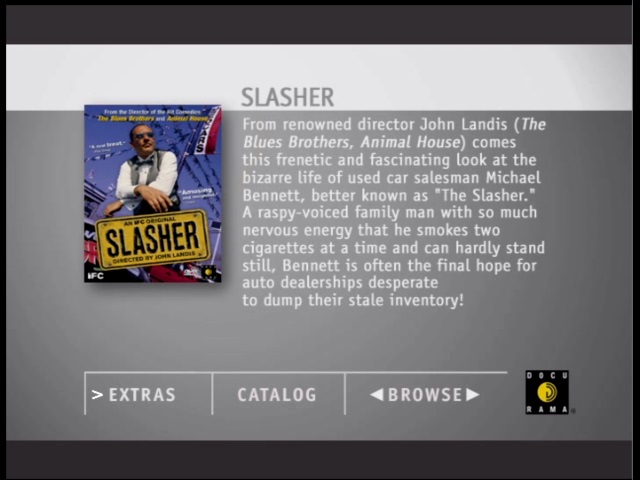 SLASHER
From renowned director John Landis (The
Blues Brothers, Animal House) comes
this frenetic and fascinating look at the
bizarre life of used car salesman Michael
Bennett, better known as "The Slasher."
A raspy-voiced family man with so much
nervous energy that he smokes two
cigarettes at a time and can hardly stand
still, Bennett is often the final hope for
auto dealerships desperate
to dump their stale inventory!
From the Director of the Hit Comedies
The Blues Brothers and Animal House
"Amusing
AN IFC ORIGINAL
SLASHER
DIRECTED BY JOHN LANDIS
IFC
>EXTRAS
CATALOG
◀BROWSE▶
DOCU
RAMA®